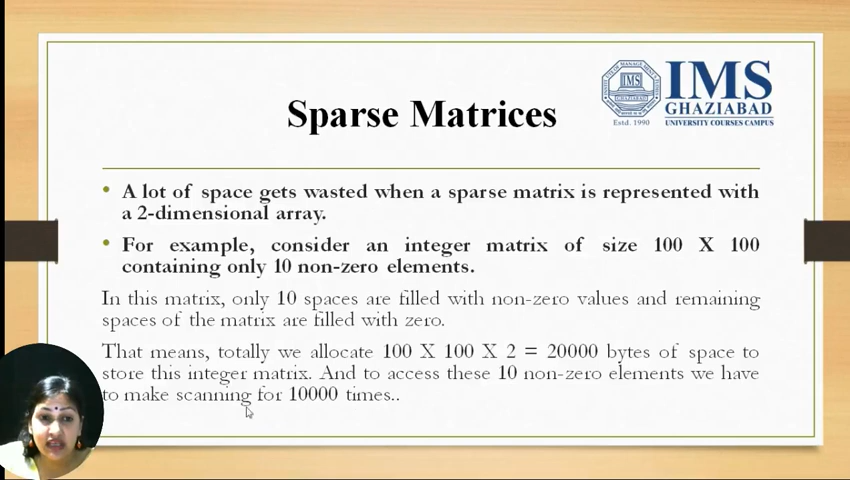 IMS
GHAZIABAD
Estd. 1990
UNIVERSITY COURSES CAMPUS
Sparse Matrices
• A lot of space gets wasted when a sparse matrix is represented with
a 2-dimensional array.
• For example, consider an integer matrix of size 100 X 100
containing only 10 non-zero elements.
In this matrix, only 10 spaces are filled with non-zero values and remaining
spaces of the matrix are filled with zero.
That means, totally we allocate 100 X 100 X 2 = 20000 bytes of space to
store this integer matrix. And to access these 10 non-zero elements we have
to make scanning for 10000 times..